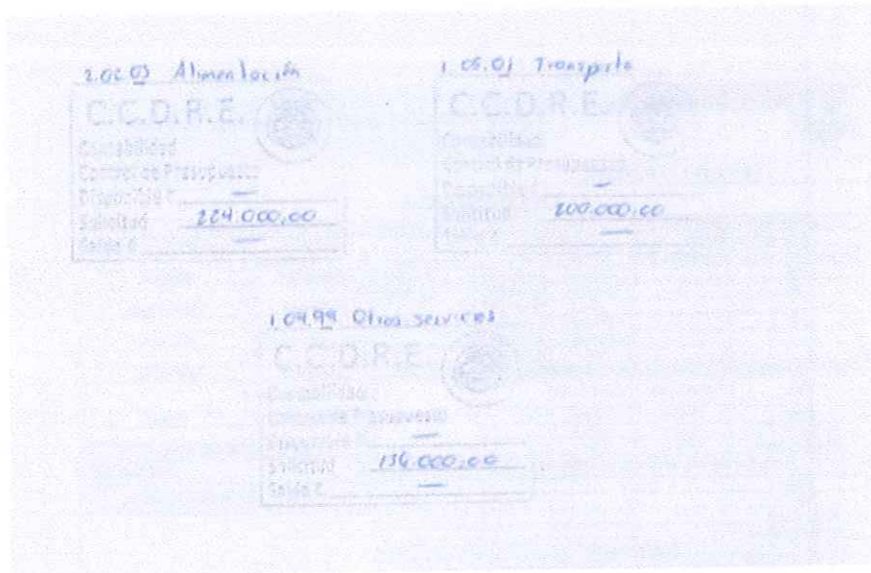 2.02.03 Alimentación
C.C.D.R.E.
Contabilidad
Control de Presupuesto
Disponible ₡ —
Solicitud 224.000,00
Saldo ₡ —
1.05.01 Transporte
C.C.D.R.E.
Contabilidad
Control de Presupuesto
Disponible ₡ —
Solicitud 200.000,00
Saldo ₡ —
1.04.99 Otros servicios
C.C.D.R.E.
Contabilidad
Control de Presupuesto
Disponible ₡ —
Solicitud 136.000,00
Saldo ₡ —